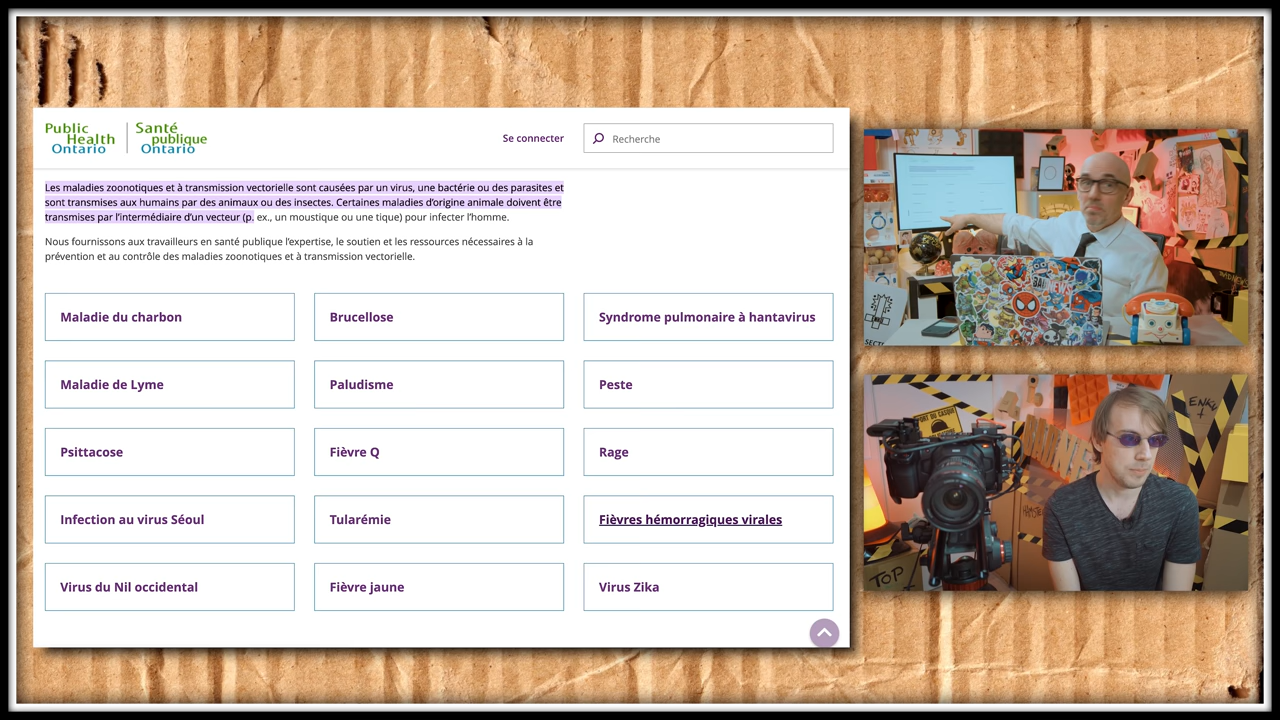 Public
Health
Ontario
Santé
publique
Ontario
Se connecter
Recherche
Les maladies zoonotiques et à transmission vectorielle sont causées par un virus, une bactérie ou des parasites et
sont transmises aux humains par des animaux ou des insectes. Certaines maladies d'origine animale doivent être
transmises par l'intermédiaire d'un vecteur (p. ex., un moustique ou une tique) pour infecter l'homme.
Nous fournissons aux travailleurs en santé publique l'expertise, le soutien et les ressources nécessaires à la
prévention et au contrôle des maladies zoonotiques et à transmission vectorielle.
Maladie du charbon
Brucellose
Syndrome pulmonaire à hantavirus
Maladie de Lyme
Paludisme
Peste
Psittacose
Fièvre Q
Rage
Infection au virus Séoul
Tularémie
Fièvres hémorragiques virales
Virus du Nil occidental
Fièvre jaune
Virus Zika
PORT DU CASQUE
TOP